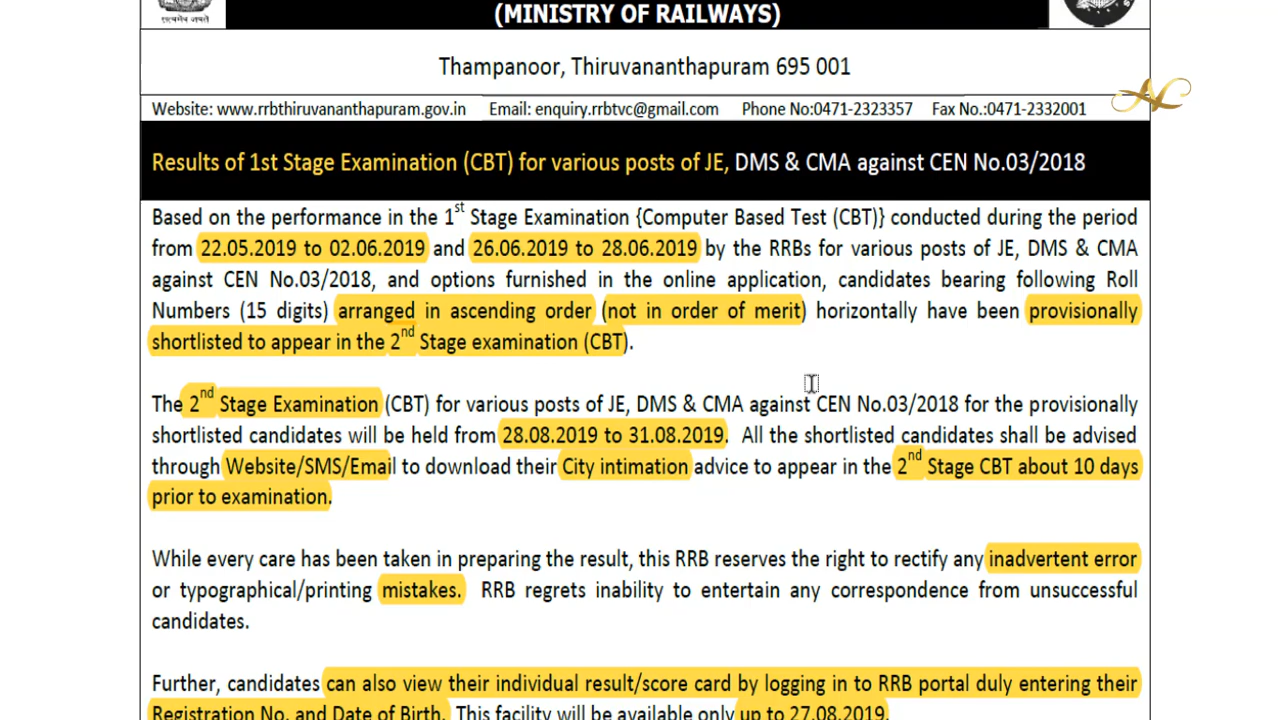 सत्यमेव जयते
(MINISTRY OF RAILWAYS)
Thampanoor, Thiruvananthapuram 695 001
Website: www.rrbthiruvananthapuram.gov.in Email: enquiry.rrbtvc@gmail.com Phone No:0471-2323357 Fax No.:0471-2332001
Results of 1st Stage Examination (CBT) for various posts of JE, DMS & CMA against CEN No.03/2018
Based on the performance in the 1st Stage Examination {Computer Based Test (CBT)} conducted during the period
from 22.05.2019 to 02.06.2019 and 26.06.2019 to 28.06.2019 by the RRBs for various posts of JE, DMS & CMA
against CEN No.03/2018, and options furnished in the online application, candidates bearing following Roll
Numbers (15 digits) arranged in ascending order (not in order of merit) horizontally have been provisionally
shortlisted to appear in the 2nd Stage examination (CBT).
The 2nd Stage Examination (CBT) for various posts of JE, DMS & CMA against CEN No.03/2018 for the provisionally
shortlisted candidates will be held from 28.08.2019 to 31.08.2019. All the shortlisted candidates shall be advised
through Website/SMS/Email to download their City intimation advice to appear in the 2nd Stage CBT about 10 days
prior to examination.
While every care has been taken in preparing the result, this RRB reserves the right to rectify any inadvertent error
or typographical/printing mistakes. RRB regrets inability to entertain any correspondence from unsuccessful
candidates.
Further, candidates can also view their individual result/score card by logging in to RRB portal duly entering their
Registration No. and Date of Birth. This facility will be available only up to 27.08.2019.